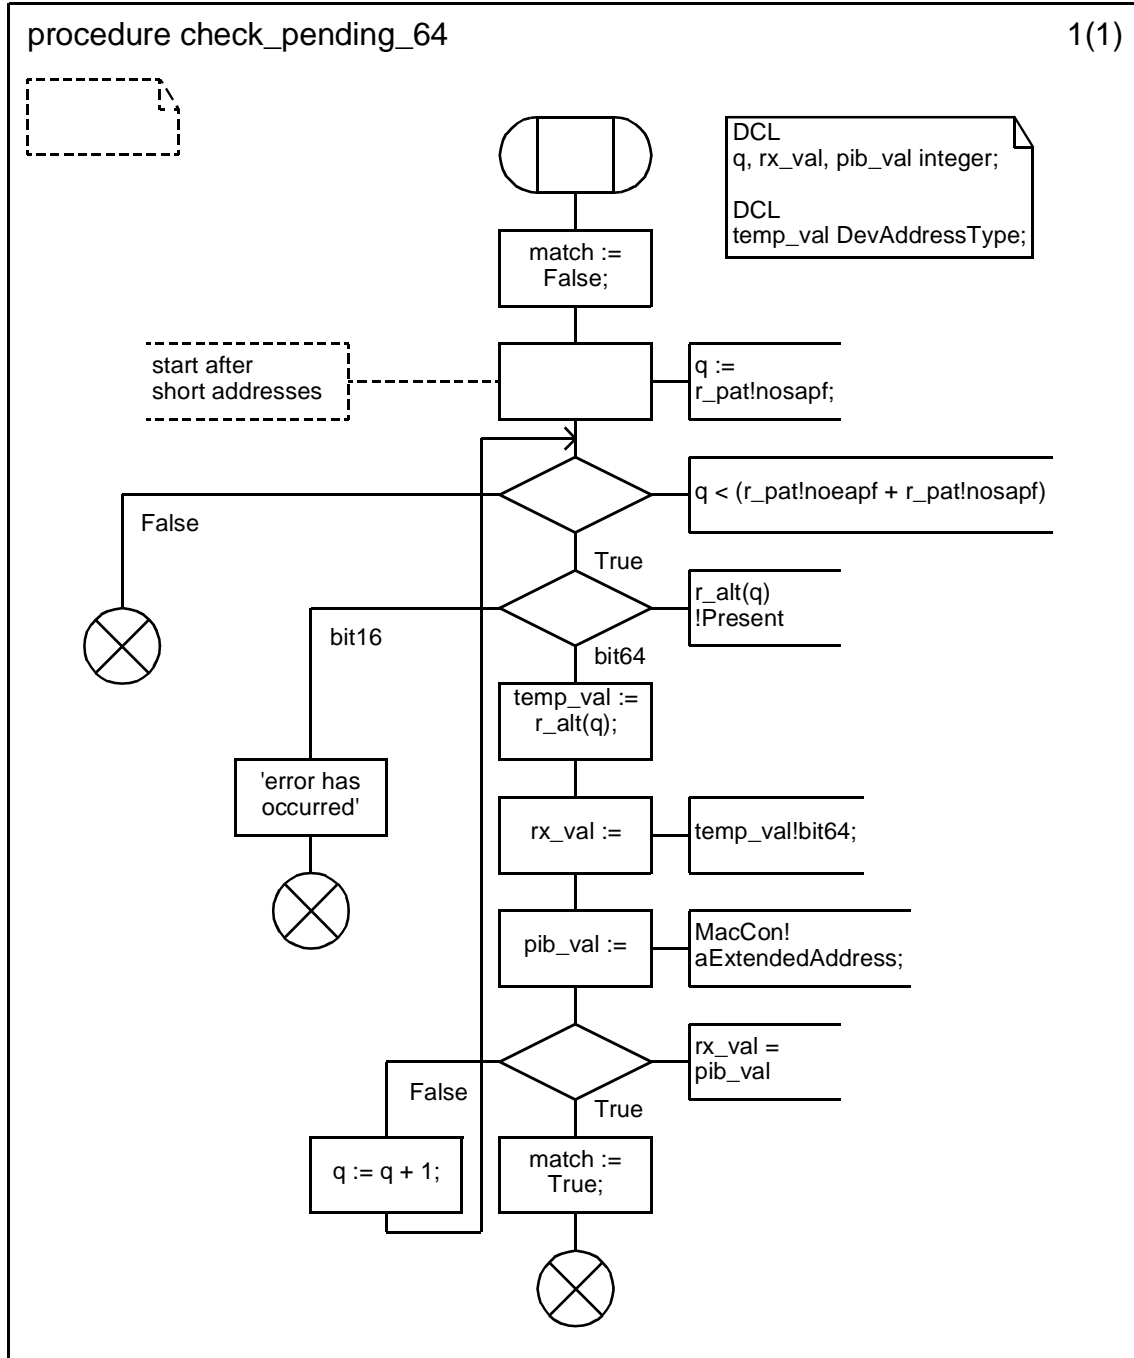 procedure check_pending_64
1(1)
DCL
q, rx_val, pib_val integer;
DCL
temp_val DevAddressType;
match :=
False;
start after
short addresses
q :=
r_pat!nosapf;
q < (r_pat!noeapf + r_pat!nosapf)
False
True
r_alt(q)
!Present
bit16
bit64
temp_val :=
r_alt(q);
'error has
occurred'
rx_val :=
temp_val!bit64;
pib_val :=
MacCon!
aExtendedAddress;
rx_val =
pib_val
False
True
q := q + 1;
match :=
True;